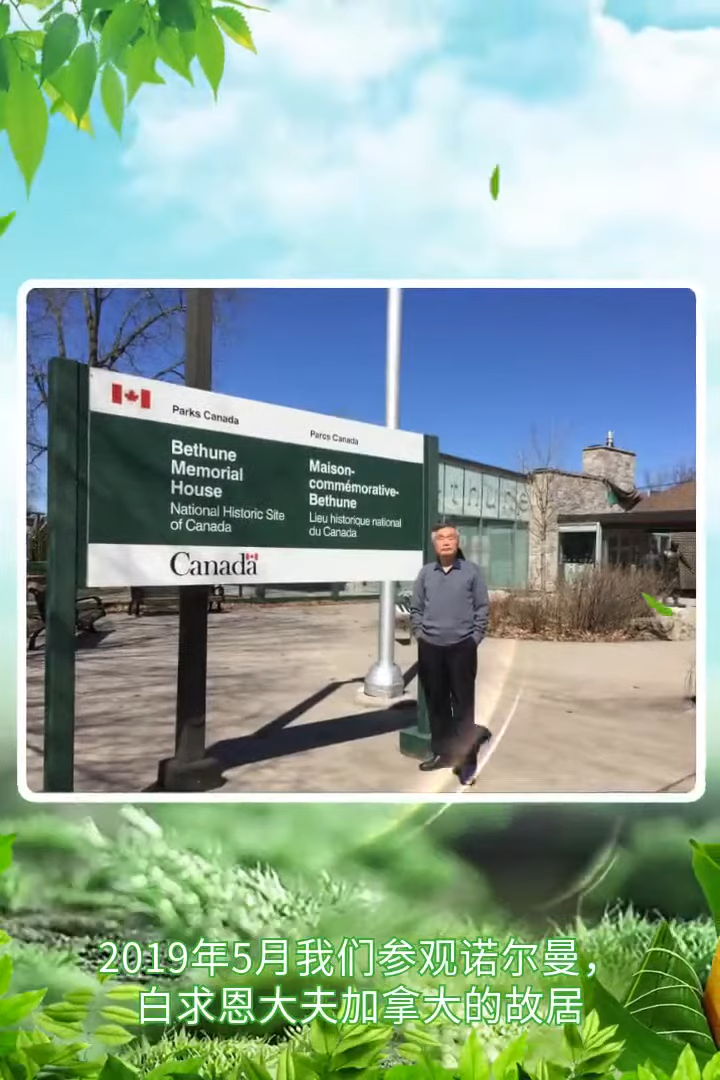 Parks Canada
Bethune
Memorial
House
National Historic Site
of Canada
Parcs Canada
Maison-
commémorative-
Bethune
Lieu historique national
du Canada
Canada
thune
2019年5月我们参观诺尔曼，
白求恩大夫加拿大的故居